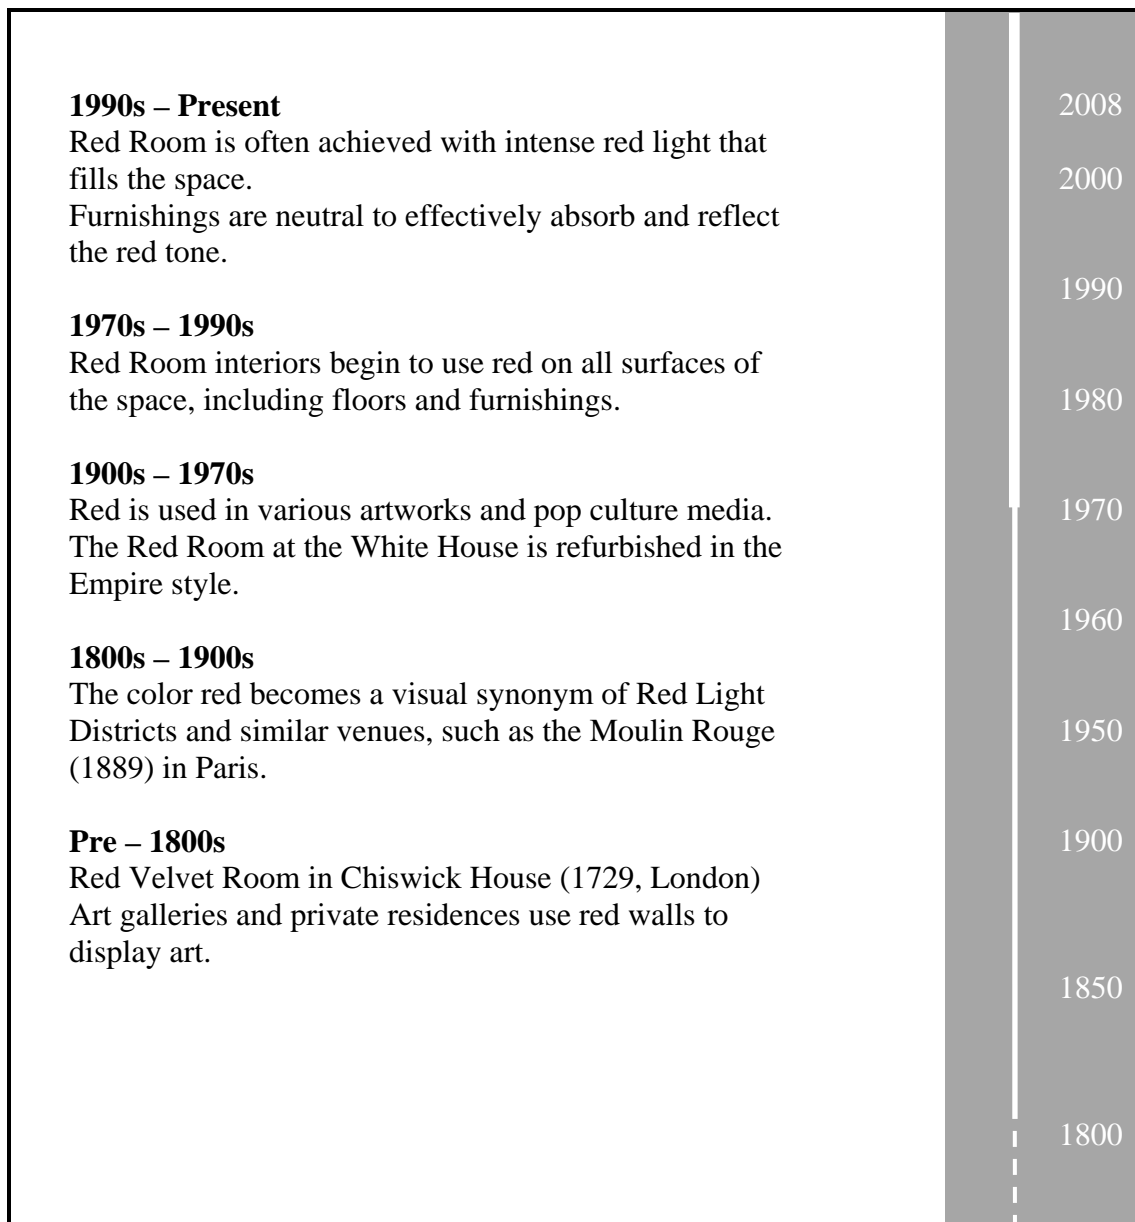 1990s – Present
Red Room is often achieved with intense red light that
fills the space.
Furnishings are neutral to effectively absorb and reflect
the red tone.
1970s – 1990s
Red Room interiors begin to use red on all surfaces of
the space, including floors and furnishings.
1900s – 1970s
Red is used in various artworks and pop culture media.
The Red Room at the White House is refurbished in the
Empire style.
1800s – 1900s
The color red becomes a visual synonym of Red Light
Districts and similar venues, such as the Moulin Rouge
(1889) in Paris.
Pre – 1800s
Red Velvet Room in Chiswick House (1729, London)
Art galleries and private residences use red walls to
display art.
2008
2000
1990
1980
1970
1960
1950
1900
1850
1800